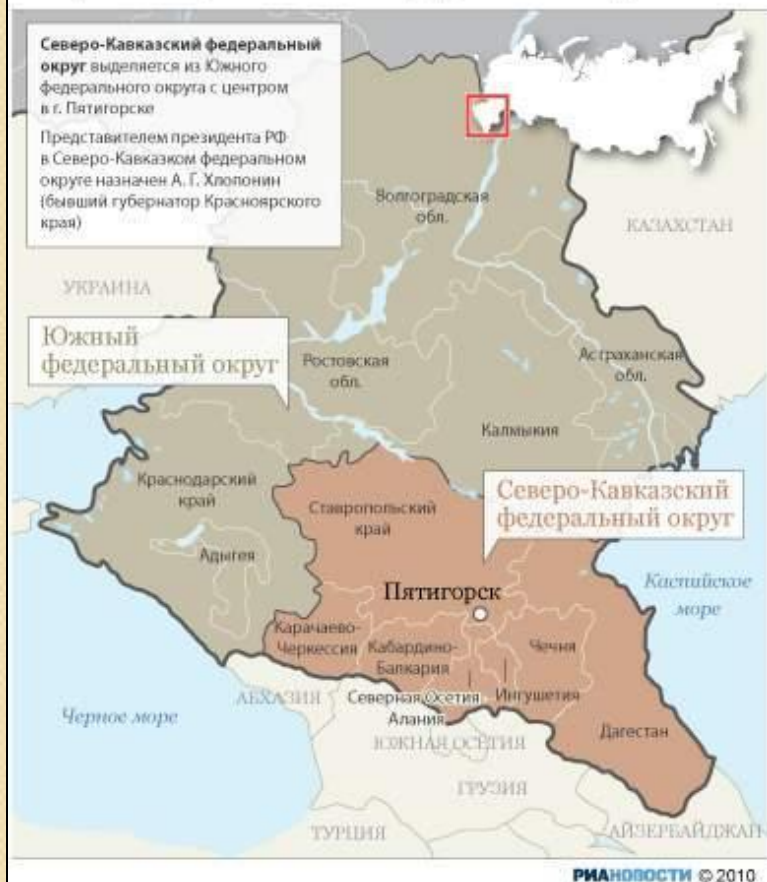 Северо-Кавказский федеральный
округ выделяется из Южного
федерального округа с центром
в г. Пятигорске
Представителем президента РФ
в Северо-Кавказком федеральном
округе назначен А. Г. Хлопонин
(бывший губернатор Красноярского
края)
Волгоградская
обл.
КАЗАХСТАН
УКРАИНА
Южный
федеральный округ
Ростовская
обл.
Астраханская
обл.
Калмыкия
Краснодарский
край
Ставропольский
край
Северо-Кавказский
федеральный округ
Адыгея
Пятигорск
Каспийское
море
Карачаево-
Черкессия
Кабардино-
Балкария
Чечня
АБХАЗИЯ
Северная Осетия
Алания
Ингушетия
Черное море
ЮЖНАЯ ОСЕТИЯ
Дагестан
ГРУЗИЯ
ТУРЦИЯ
АЙЗЕРБАЙДЖАН
РИАНОВОСТИ © 2010